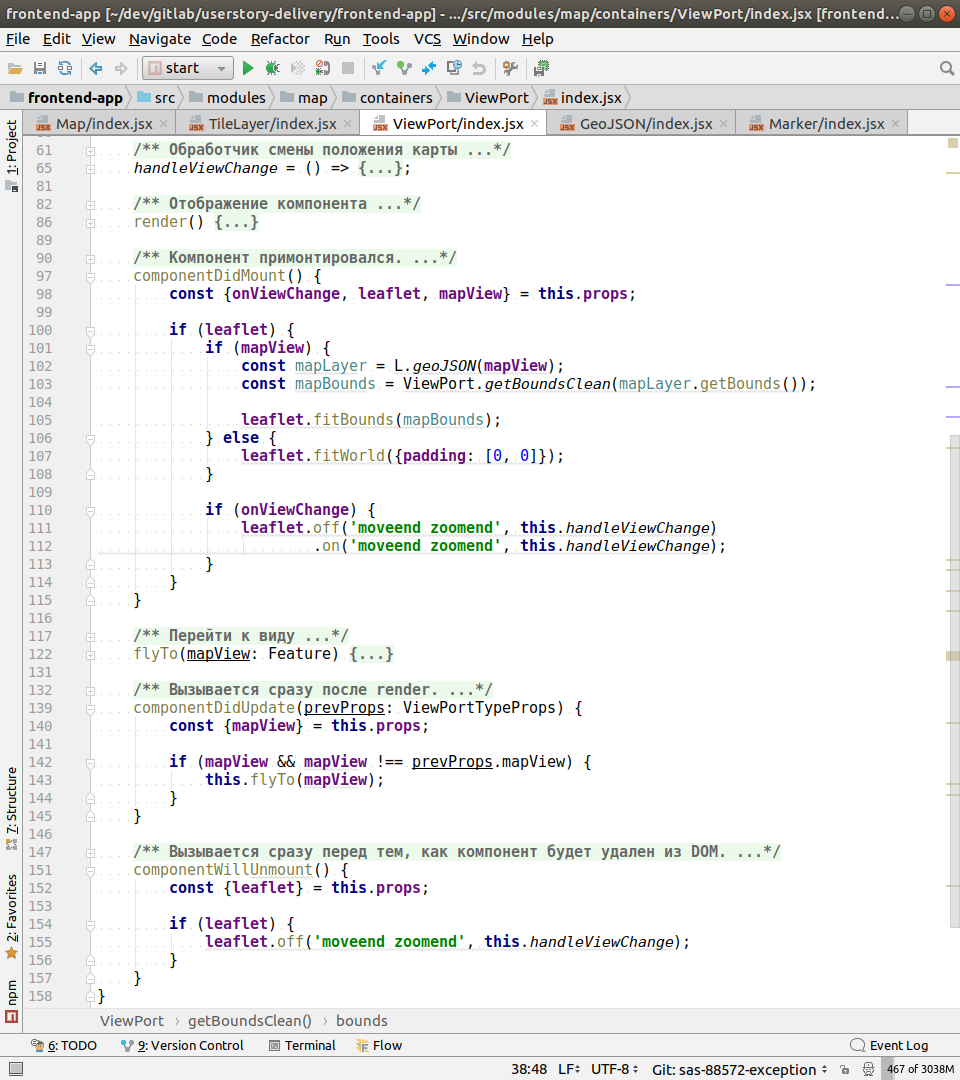 frontend-app [~/dev/gitlab/userstory-delivery/frontend-app] - .../src/modules/map/containers/ViewPort/index.jsx [frontend...
File Edit View Navigate Code Refactor Run Tools VCS Window Help
start
frontend-app src modules map containers ViewPort index.jsx
Map/index.jsx TileLayer/index.jsx ViewPort/index.jsx GeoJSON/index.jsx Marker/index.jsx
1: Project
7: Structure
2: Favorites
npm
61 /** Обработчик смены положения карты ...*/
65 handleViewChange = () => {...};
81
82 /** Отображение компонента ...*/
86 render() {...}
89
90 /** Компонент примонтировался. ...*/
97 componentDidMount() {
98 const {onViewChange, leaflet, mapView} = this.props;
99
100 if (leaflet) {
101 if (mapView) {
102 const mapLayer = L.geoJSON(mapView);
103 const mapBounds = ViewPort.getBoundsClean(mapLayer.getBounds());
104
105 leaflet.fitBounds(mapBounds);
106 } else {
107 leaflet.fitWorld({padding: [0, 0]});
108 }
109
110 if (onViewChange) {
111 leaflet.off('moveend zoomend', this.handleViewChange)
112 .on('moveend zoomend', this.handleViewChange);
113 }
114 }
115 }
116
117 /** Перейти к виду ...*/
122 flyTo(mapView: Feature) {...}
131
132 /** Вызывается сразу после render. ...*/
139 componentDidUpdate(prevProps: ViewPortTypeProps) {
140 const {mapView} = this.props;
141
142 if (mapView && mapView !== prevProps.mapView) {
143 this.flyTo(mapView);
144 }
145 }
146
147 /** Вызывается сразу перед тем, как компонент будет удален из DOM. ...*/
151 componentWillUnmount() {
152 const {leaflet} = this.props;
153
154 if (leaflet) {
155 leaflet.off('moveend zoomend', this.handleViewChange);
156 }
157 }
158 }
ViewPort › getBoundsClean() › bounds
6: TODO 9: Version Control Terminal Flow Event Log
38:48 LF UTF-8 Git: sas-88572-exception 467 of 3038M